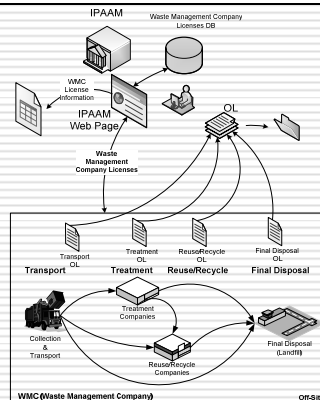 IPAAM
Waste Management Company
Licenses DB
WMC
License
Information
IPAAM
Web Page
OL
Waste
Management
Company Licenses
Transport
OL
Treatment
OL
Reuse/Recycle
OL
Final Disposal
OL
Transport
Treatment
Reuse/Recycle
Final Disposal
Treatment
Companies
Collection
&
Transport
Final Disposal
(Landfill)
Reuse/Recycle
Companies
WMC (Waste Management Company)
Off-Sit